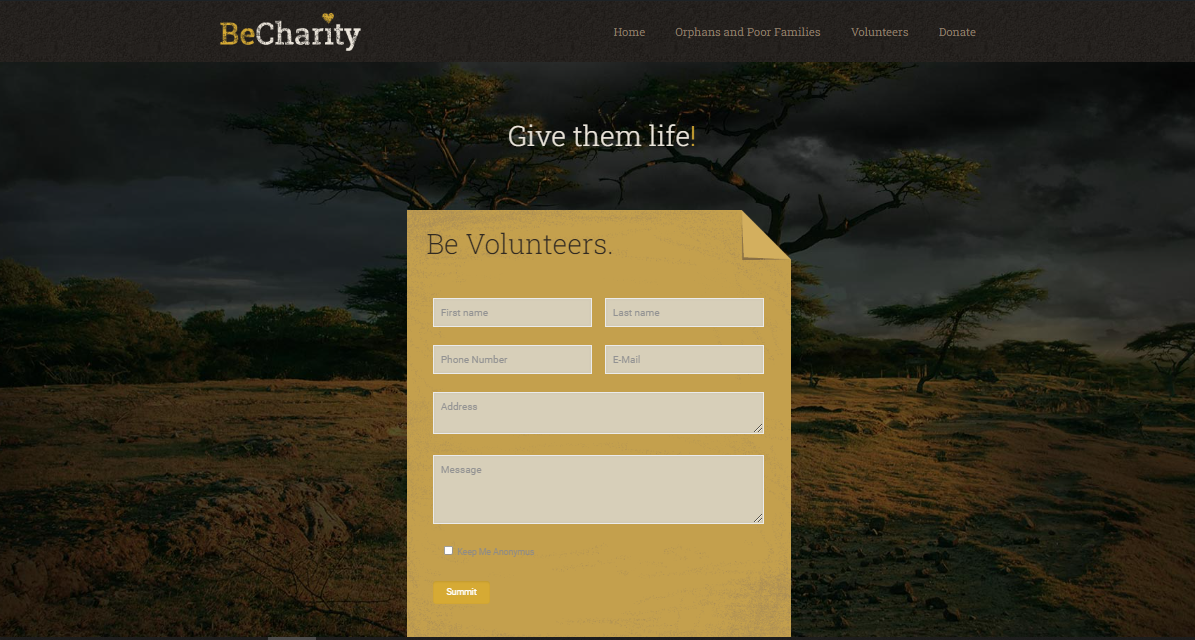 BeCharity
Home Orphans and Poor Families Volunteers Donate
Give them life!
Be Volunteers.
First name Last name
Phone Number E-Mail
Address
Message
Keep Me Anonymus
Summit